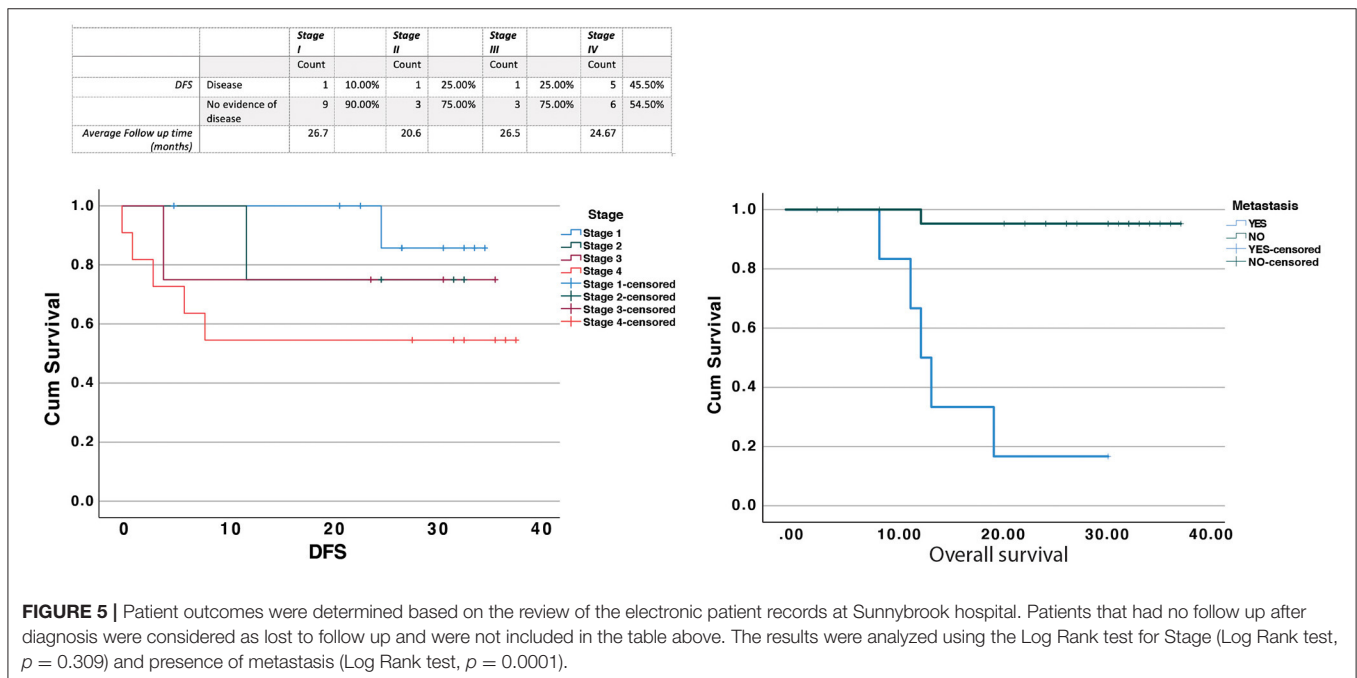 Stage I Stage II Stage III Stage IV
Count Count Count Count
DFS Disease 1 10.00% 1 25.00% 1 25.00% 5 45.50%
No evidence of disease 9 90.00% 3 75.00% 3 75.00% 6 54.50%
Average Follow up time (months) 26.7 20.6 26.5 24.67
1.0
0.8
0.6
0.4
0.2
0.0
Cum Survival
0 10 20 30 40
DFS
Stage
Stage 1
Stage 2
Stage 3
Stage 4
Stage 1-censored
Stage 2-censored
Stage 3-censored
Stage 4-censored
1.0
0.8
0.6
0.4
0.2
0.0
Cum Survival
.00 10.00 20.00 30.00 40.00
Overall survival
Metastasis
YES
NO
YES-censored
NO-censored
FIGURE 5 | Patient outcomes were determined based on the review of the electronic patient records at Sunnybrook hospital. Patients that had no follow up after
diagnosis were considered as lost to follow up and were not included in the table above. The results were analyzed using the Log Rank test for Stage (Log Rank test,
p = 0.309) and presence of metastasis (Log Rank test, p = 0.0001).